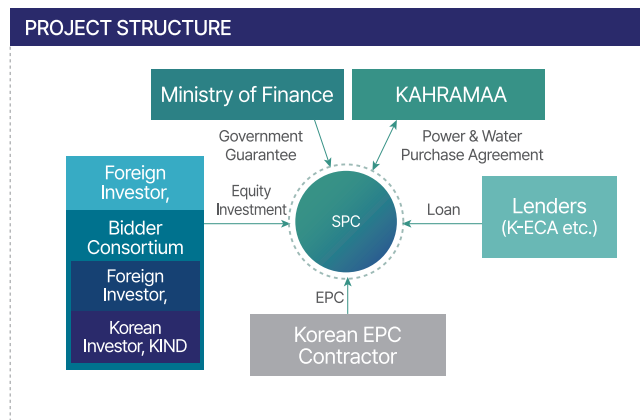 PROJECT STRUCTURE
Ministry of Finance
KAHRAMAA
Government
Guarantee
Power & Water
Purchase Agreement
Foreign
Investor,
Bidder
Consortium
Foreign
Investor,
Korean
Investor, KIND
Equity
Investment
SPC
Loan
Lenders
(K-ECA etc.)
EPC
Korean EPC
Contractor